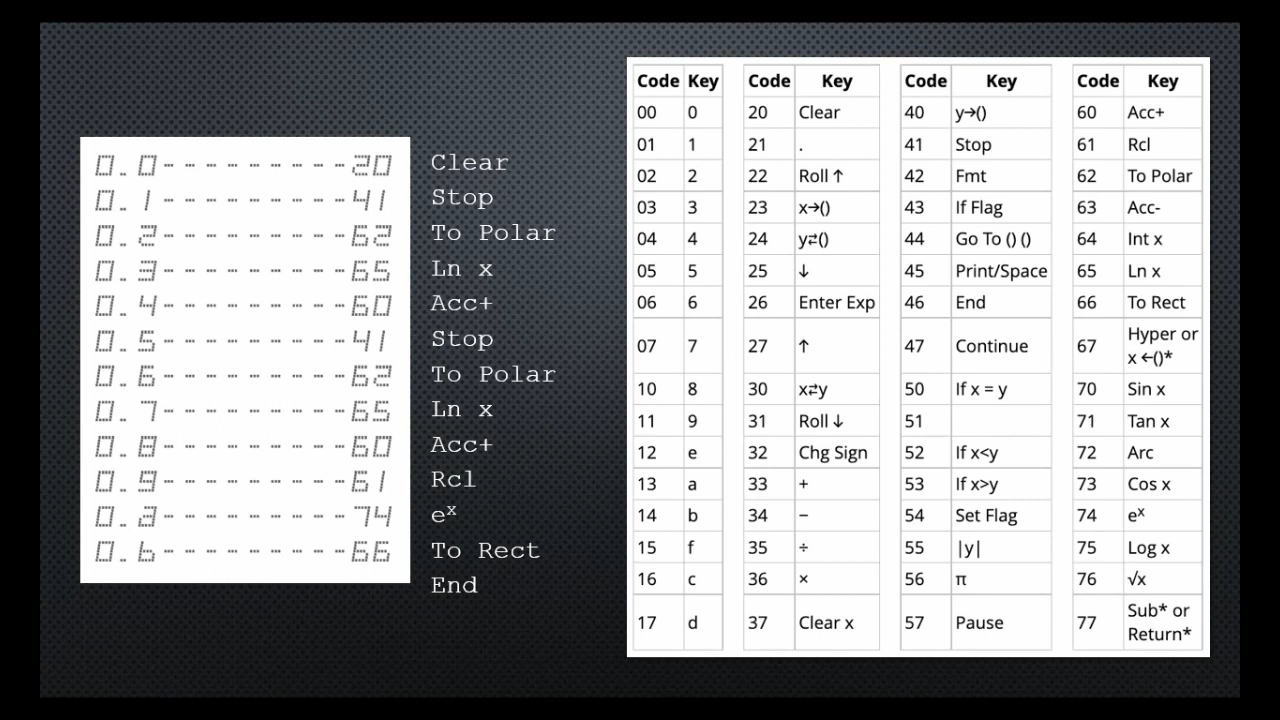 0.0---------20
0.1---------41
0.2---------62
0.3---------65
0.4---------60
0.5---------41
0.6---------62
0.7---------65
0.8---------60
0.9---------61
0.a---------74
0.b---------66
Clear
Stop
To Polar
Ln x
Acc+
Stop
To Polar
Ln x
Acc+
Rcl
eˣ
To Rect
End
Code Key Code Key Code Key Code Key
00 0 20 Clear 40 y→() 60 Acc+
01 1 21 . 41 Stop 61 Rcl
02 2 22 Roll ↑ 42 Fmt 62 To Polar
03 3 23 x→() 43 If Flag 63 Acc-
04 4 24 y⇄() 44 Go To () () 64 Int x
05 5 25 ↓ 45 Print/Space 65 Ln x
06 6 26 Enter Exp 46 End 66 To Rect
07 7 27 ↑ 47 Continue 67 Hyper or
x ←()*
10 8 30 x⇄y 50 If x = y 70 Sin x
11 9 31 Roll ↓ 51 71 Tan x
12 e 32 Chg Sign 52 If x<y 72 Arc
13 a 33 + 53 If x>y 73 Cos x
14 b 34 − 54 Set Flag 74 eˣ
15 f 35 ÷ 55 |y| 75 Log x
16 c 36 × 56 π 76 √x
17 d 37 Clear x 57 Pause 77 Sub* or
Return*